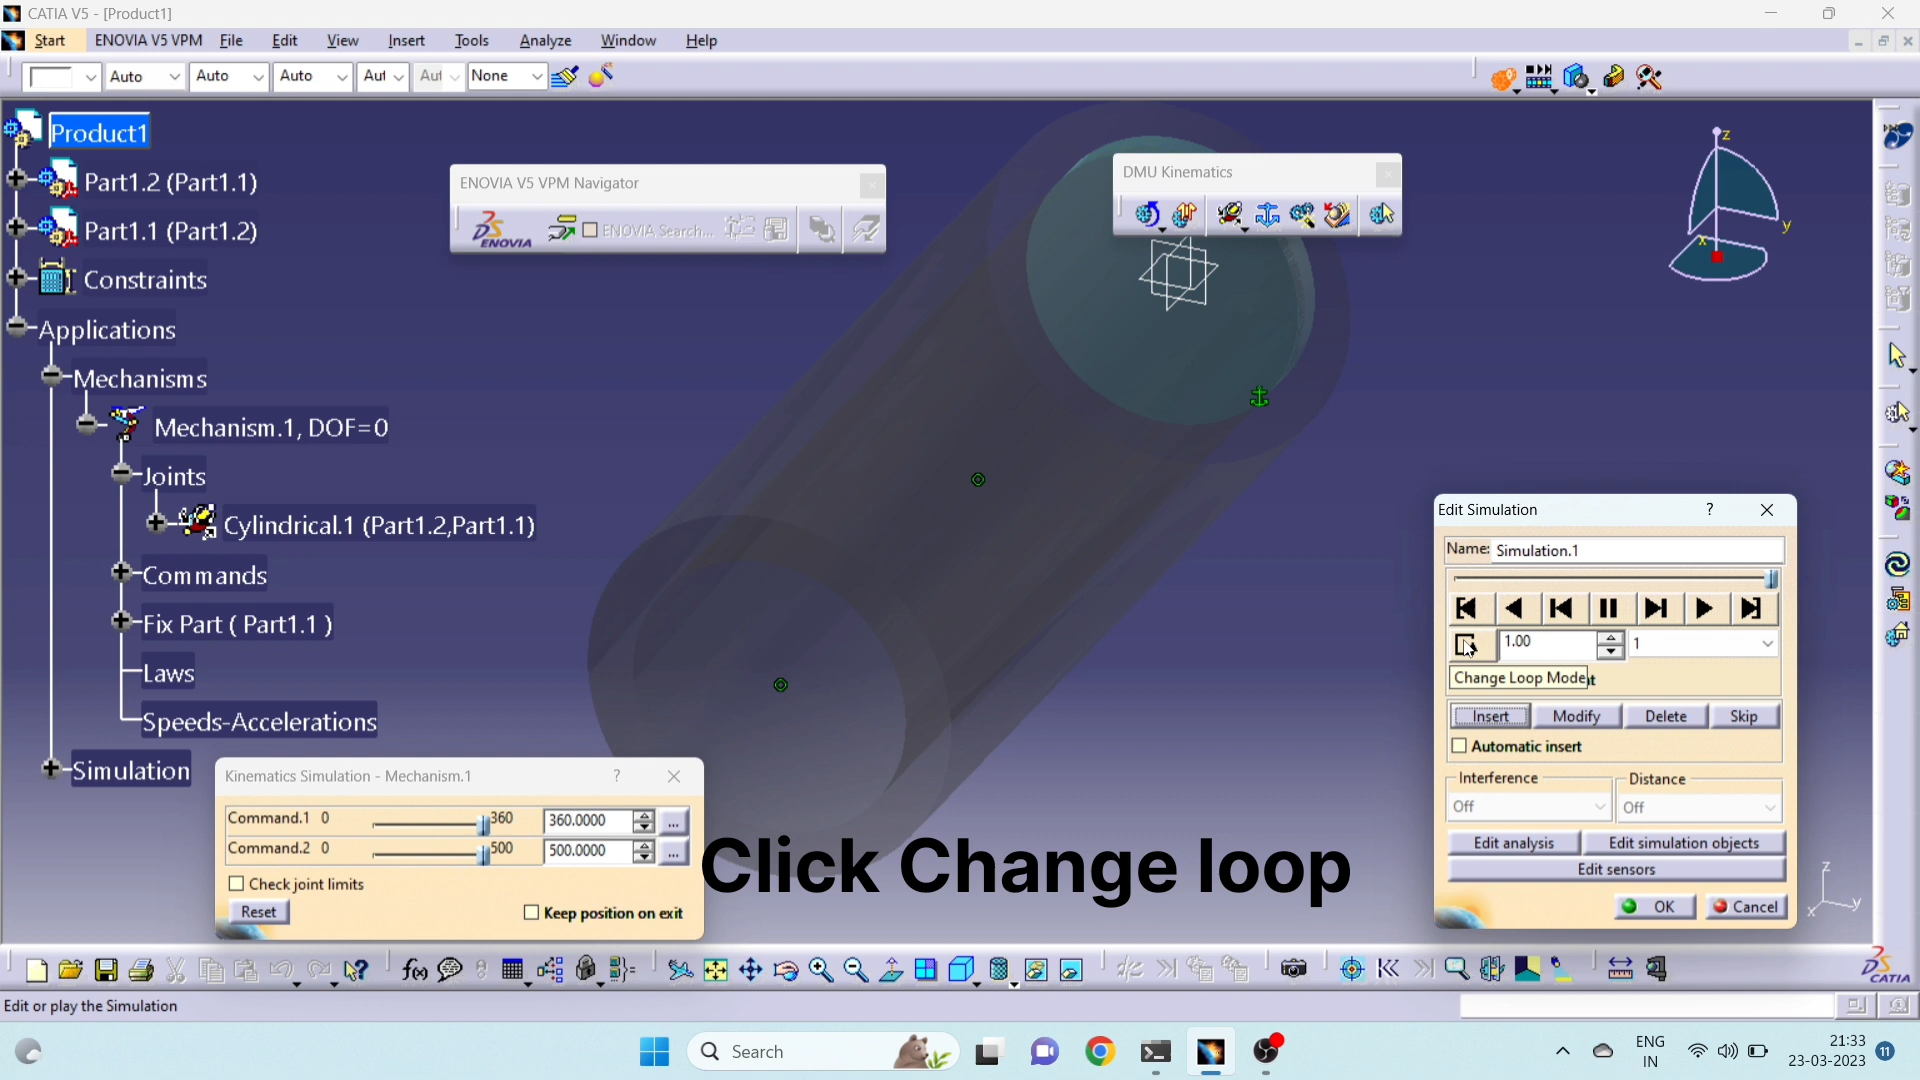 CATIA V5 - [Product1]
Start ENOVIA V5 VPM File Edit View Insert Tools Analyze Window Help
Auto Auto Auto Aut Aut None
Product1
Part1.2 (Part1.1)
Part1.1 (Part1.2)
Constraints
Applications
Mechanisms
Mechanism.1, DOF=0
Joints
Cylindrical.1 (Part1.2,Part1.1)
Commands
Fix Part ( Part1.1 )
Laws
Speeds-Accelerations
Simulation
ENOVIA V5 VPM Navigator
ENOVIA
ENOVIA Search...
DMU Kinematics
z
y
x
Edit Simulation ?
Name: Simulation.1
1.00 1
Change Loop Mode
Insert Modify Delete Skip
Automatic insert
Interference Distance
Off Off
Edit analysis Edit simulation objects
Edit sensors
OK Cancel
Kinematics Simulation - Mechanism.1 ?
Command.1 0 360 360.0000 ...
Command.2 0 500 500.0000 ...
Check joint limits
Reset Keep position on exit
Click Change loop
z
y
x
f(x)
CATIA
Edit or play the Simulation
Search
ENG
IN
21:33
23-03-2023
11